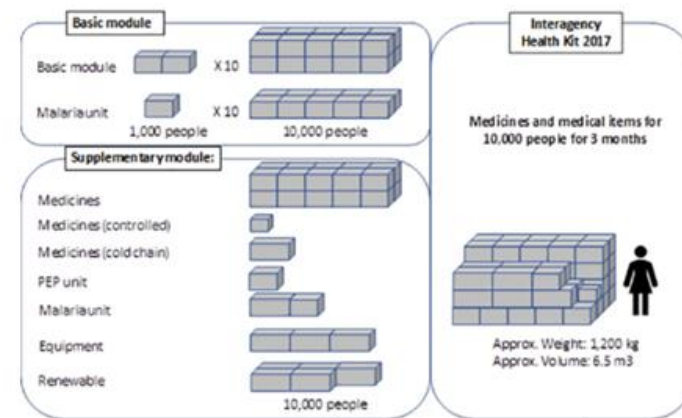 Basic module
Basic module
X 10
Malariaunit
X 10
1,000 people
10,000 people
Supplementary module:
Medicines
Medicines (controlled)
Medicines (cold chain)
PEP unit
Malariaunit
Equipment
Renewable
10,000 people
Interagency
Health Kit 2017
Medicines and medical items for
10,000 people for 3 months
Approx. Weight: 1,200 kg
Approx. Volume: 6.5 m3